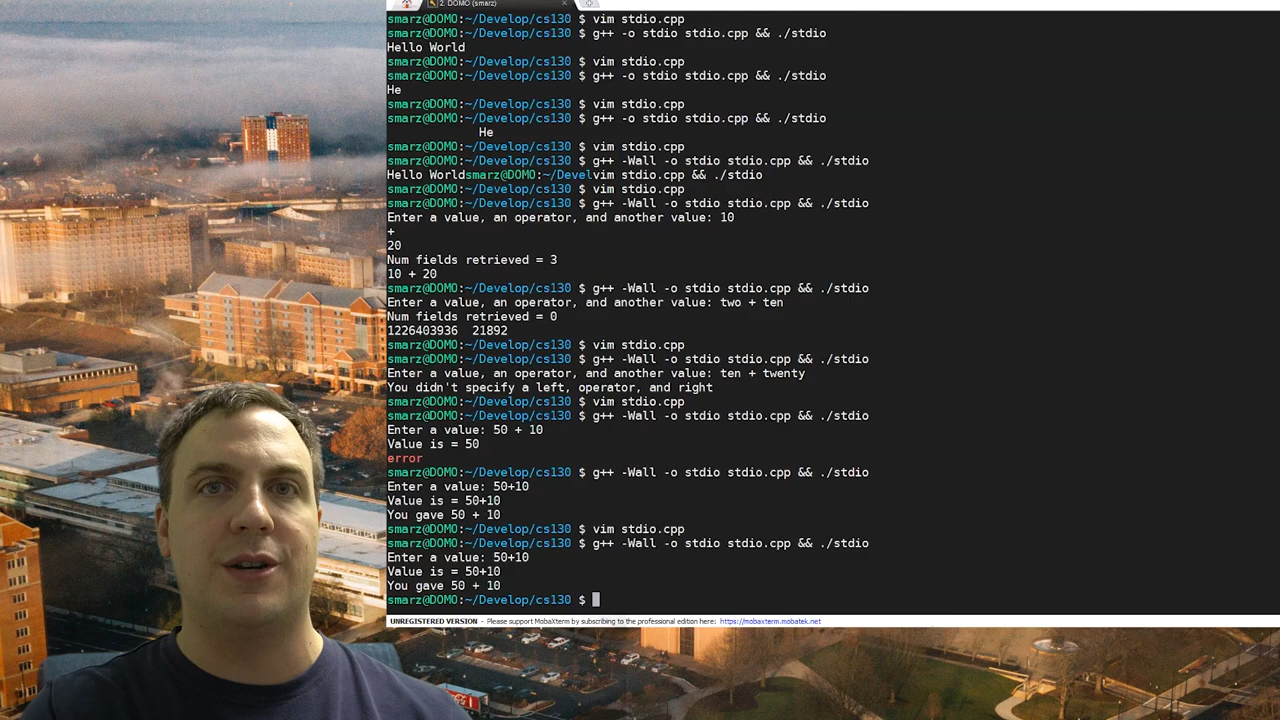 2. DOMO (smarz)
smarz@DOMO:~/Develop/cs130 $ vim stdio.cpp
smarz@DOMO:~/Develop/cs130 $ g++ -o stdio stdio.cpp && ./stdio
Hello World
smarz@DOMO:~/Develop/cs130 $ vim stdio.cpp
smarz@DOMO:~/Develop/cs130 $ g++ -o stdio stdio.cpp && ./stdio
He
smarz@DOMO:~/Develop/cs130 $ vim stdio.cpp
smarz@DOMO:~/Develop/cs130 $ g++ -o stdio stdio.cpp && ./stdio
He
smarz@DOMO:~/Develop/cs130 $ vim stdio.cpp
smarz@DOMO:~/Develop/cs130 $ g++ -Wall -o stdio stdio.cpp && ./stdio
Hello Worldsmarz@DOMO:~/Develvim stdio.cpp && ./stdio
smarz@DOMO:~/Develop/cs130 $ vim stdio.cpp
smarz@DOMO:~/Develop/cs130 $ g++ -Wall -o stdio stdio.cpp && ./stdio
Enter a value, an operator, and another value: 10
+
20
Num fields retrieved = 3
10 + 20
smarz@DOMO:~/Develop/cs130 $ g++ -Wall -o stdio stdio.cpp && ./stdio
Enter a value, an operator, and another value: two + ten
Num fields retrieved = 0
1226403936  21892
smarz@DOMO:~/Develop/cs130 $ vim stdio.cpp
smarz@DOMO:~/Develop/cs130 $ g++ -Wall -o stdio stdio.cpp && ./stdio
Enter a value, an operator, and another value: ten + twenty
You didn't specify a left, operator, and right
smarz@DOMO:~/Develop/cs130 $ vim stdio.cpp
smarz@DOMO:~/Develop/cs130 $ g++ -Wall -o stdio stdio.cpp && ./stdio
Enter a value: 50 + 10
Value is = 50
error
smarz@DOMO:~/Develop/cs130 $ g++ -Wall -o stdio stdio.cpp && ./stdio
Enter a value: 50+10
Value is = 50+10
You gave 50 + 10
smarz@DOMO:~/Develop/cs130 $ vim stdio.cpp
smarz@DOMO:~/Develop/cs130 $ g++ -Wall -o stdio stdio.cpp && ./stdio
Enter a value: 50+10
Value is = 50+10
You gave 50 + 10
smarz@DOMO:~/Develop/cs130 $
UNREGISTERED VERSION - Please support MobaXterm by subscribing to the professional edition here: https://mobaxterm.mobatek.net